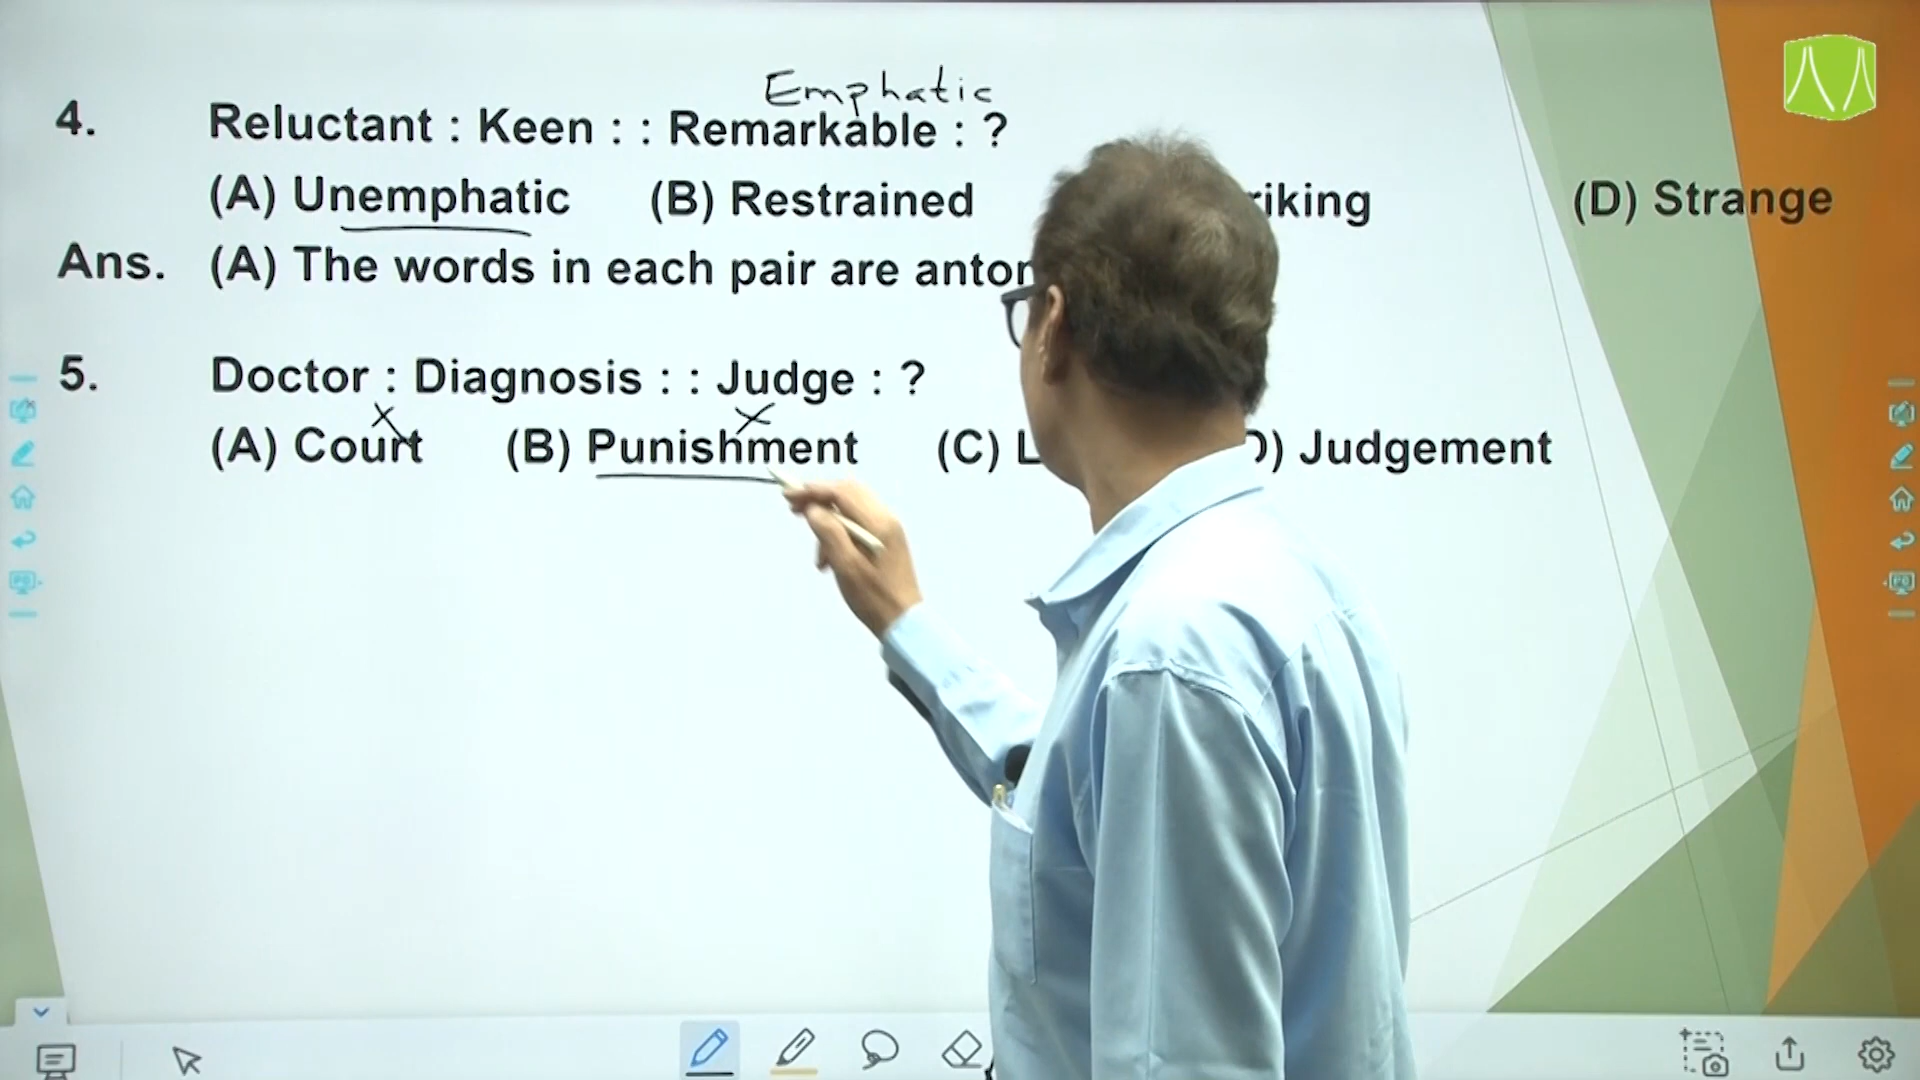 Emphatic
4. Reluctant : Keen : : Remarkable : ?
(A) Unemphatic (B) Restrained riking (D) Strange
Ans. (A) The words in each pair are anton
5. Doctor : Diagnosis : : Judge : ?
(A) Court (B) Punishment (C) L D) Judgement